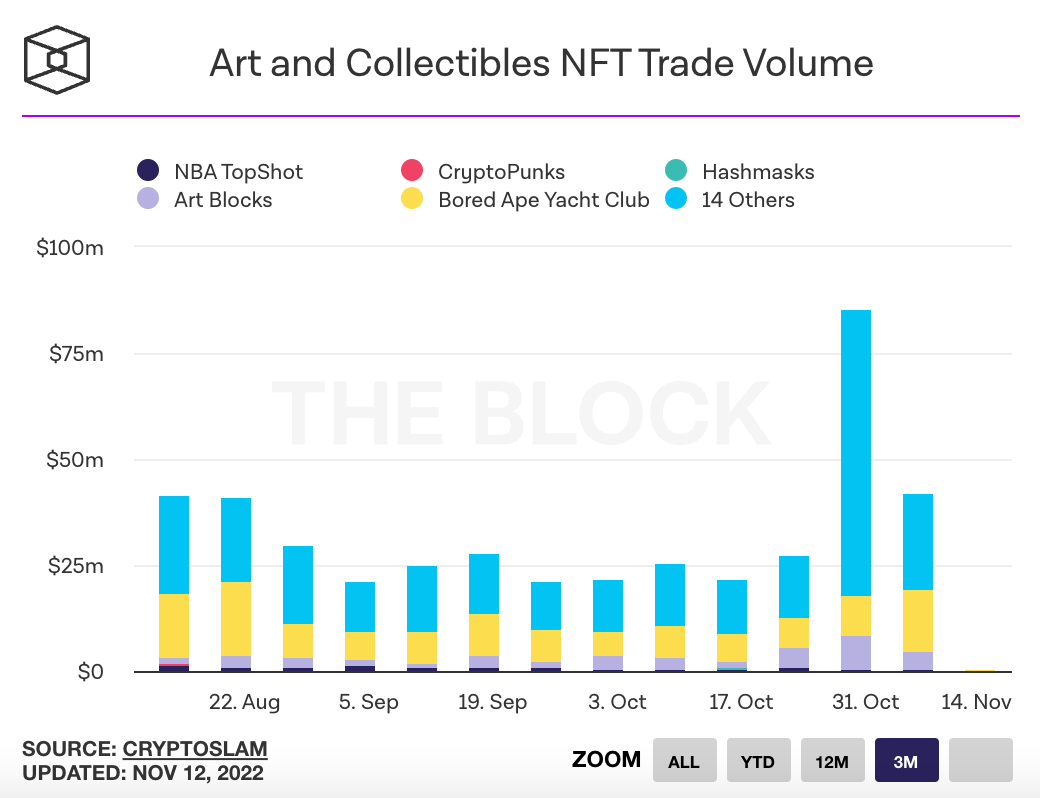 Art and Collectibles NFT Trade Volume
NBA TopShot CryptoPunks Hashmasks
Art Blocks Bored Ape Yacht Club 14 Others
$100m
$75m
THE BLOCK
$50m
$25m
$0
22. Aug 5. Sep 19. Sep 3. Oct 17. Oct 31. Oct 14. Nov
SOURCE: CRYPTOSLAM
UPDATED: NOV 12, 2022
ZOOM ALL YTD 12M 3M